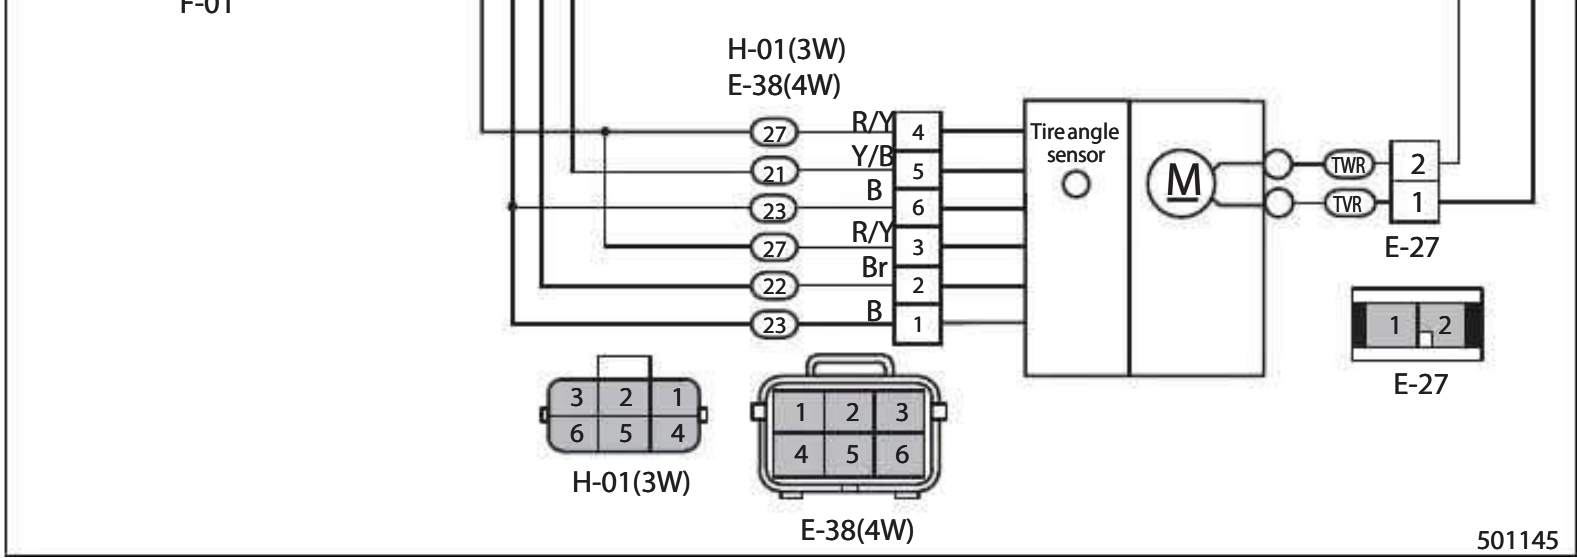 F-01
H-01(3W)
E-38(4W)
27 R/Y 4
21 Y/B 5
23 B 6
27 R/Y 3
22 Br 2
23 B 1
Tire angle
sensor
M
TWR 2
TVR 1
E-27
1 2
E-27
3 2 1
6 5 4
H-01(3W)
1 2 3
4 5 6
E-38(4W)
501145